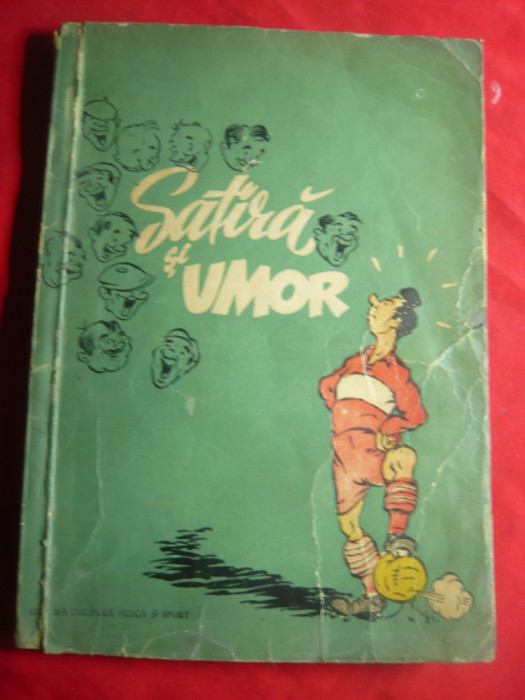 Satiră
și
UMOR
CULTURĂ FIZICĂ ȘI SPORT